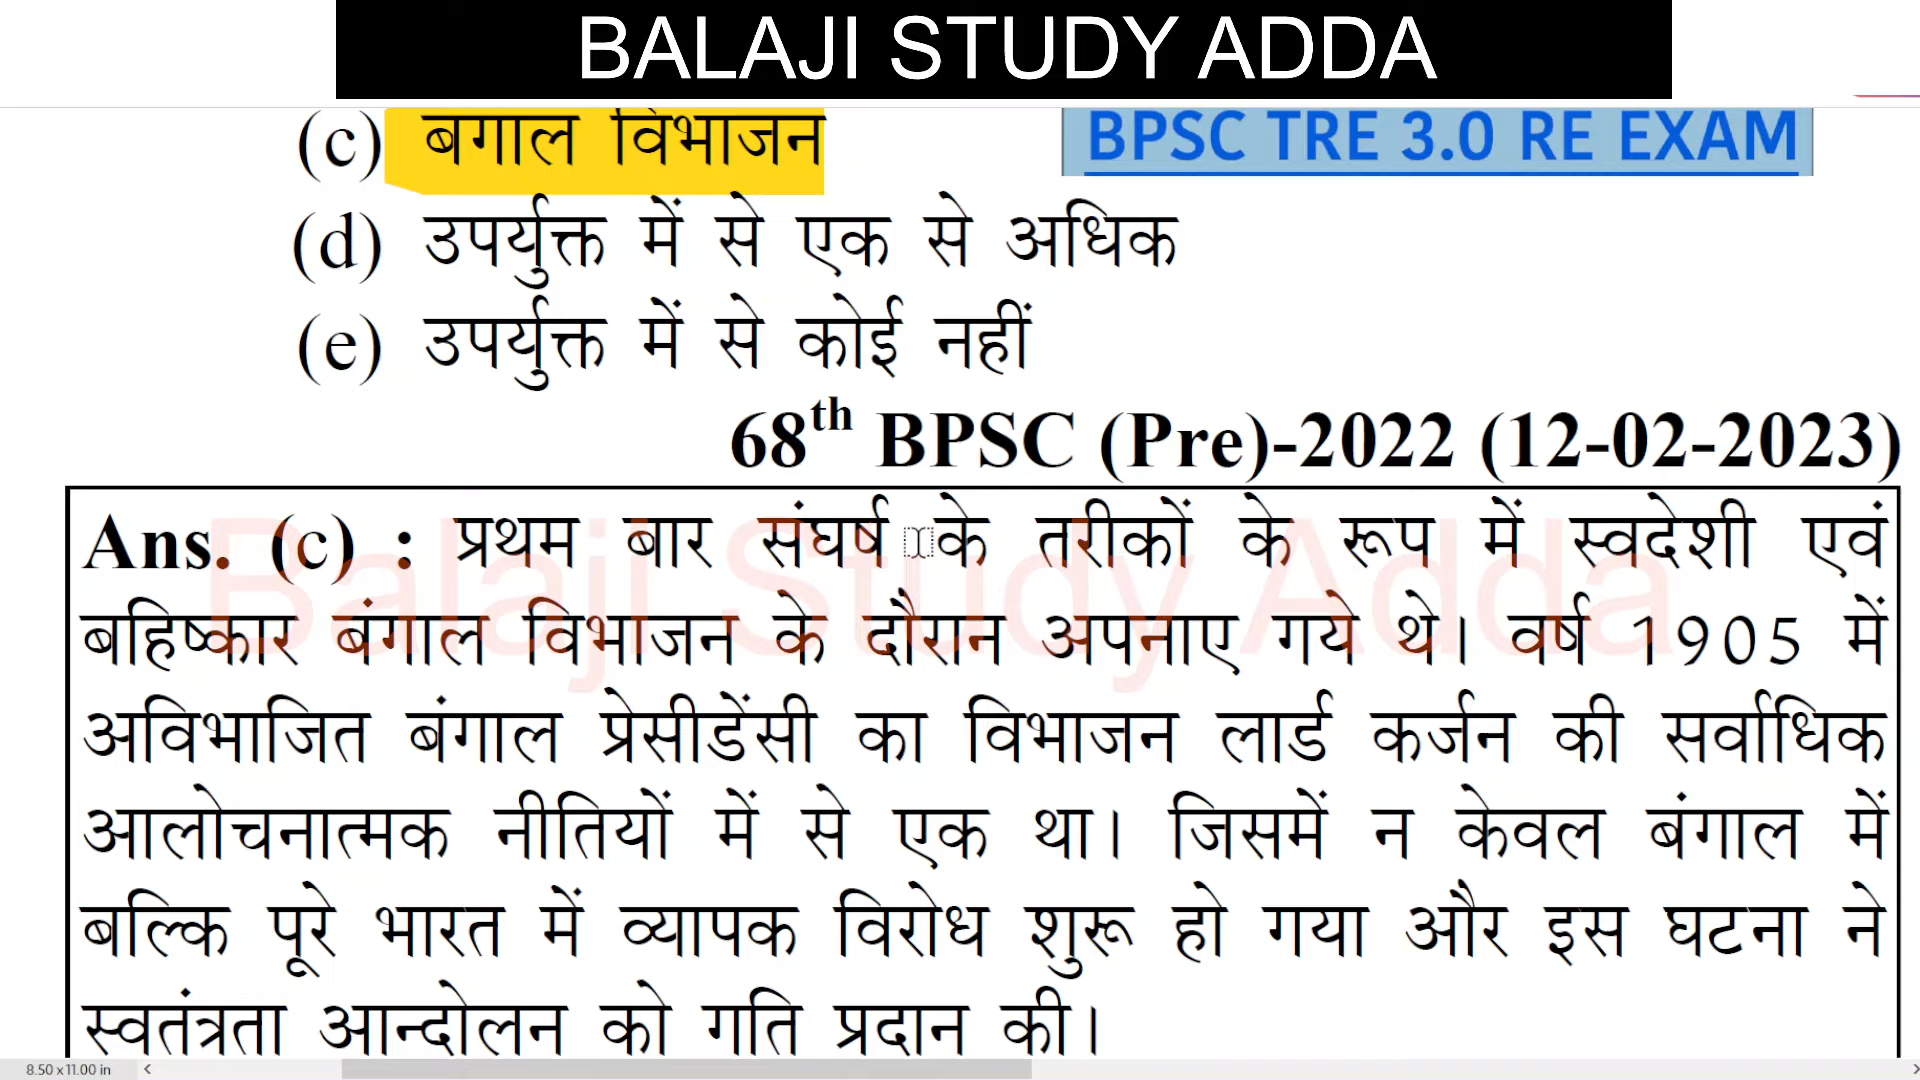 BALAJI STUDY ADDA
(c) बगाल विभाजन
BPSC TRE 3.0 RE EXAM
(d) उपर्युक्त में से एक से अधिक
(e) उपर्युक्त में से कोई नहीं
68th BPSC (Pre)-2022 (12-02-2023)
Ans. (c) : प्रथम बार संघर्ष के तरीकों के रूप में स्वदेशी एवं
बहिष्कार बंगाल विभाजन के दौरान अपनाए गये थे। वर्ष 1905 में
अविभाजित बंगाल प्रेसीडेंसी का विभाजन लार्ड कर्जन की सर्वाधिक
आलोचनात्मक नीतियों में से एक था। जिसमें न केवल बंगाल में
बल्कि पूरे भारत में व्यापक विरोध शुरू हो गया और इस घटना ने
स्वतंत्रता आन्दोलन को गति प्रदान की।
Balaji Study Adda
8.50 x 11.00 in